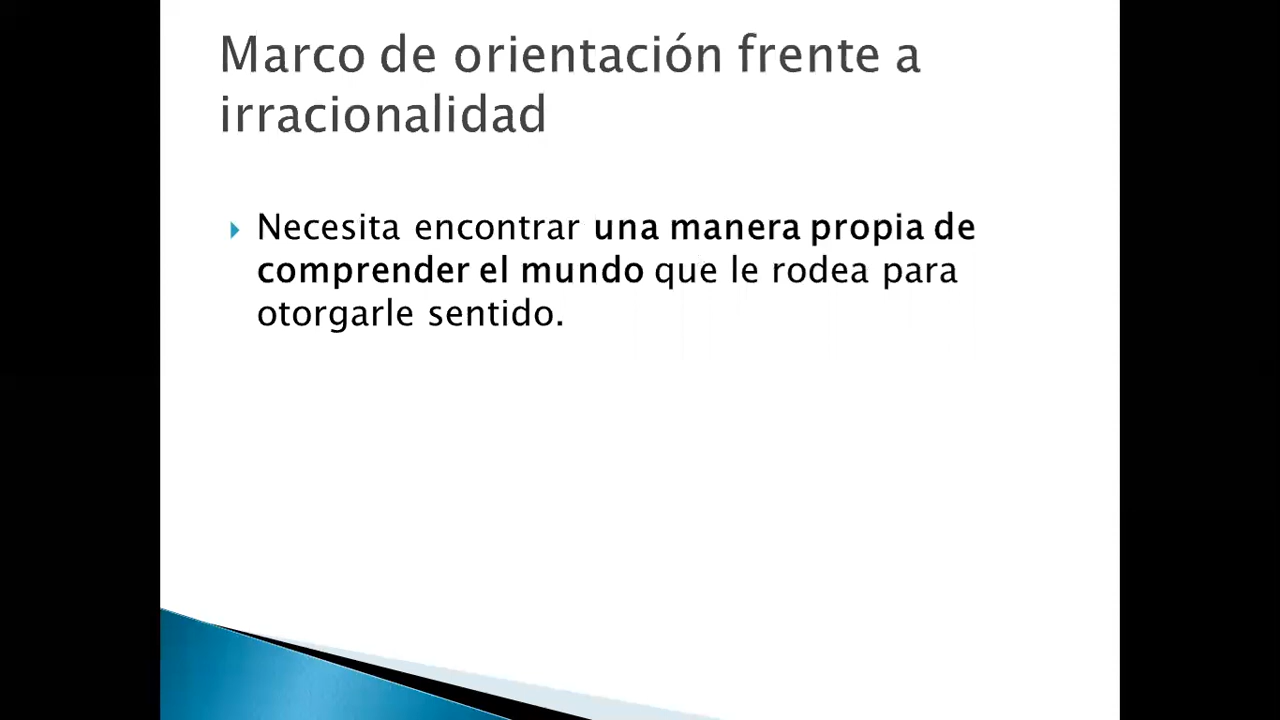 Marco de orientación frente a
irracionalidad
Necesita encontrar una manera propia de
comprender el mundo que le rodea para
otorgarle sentido.